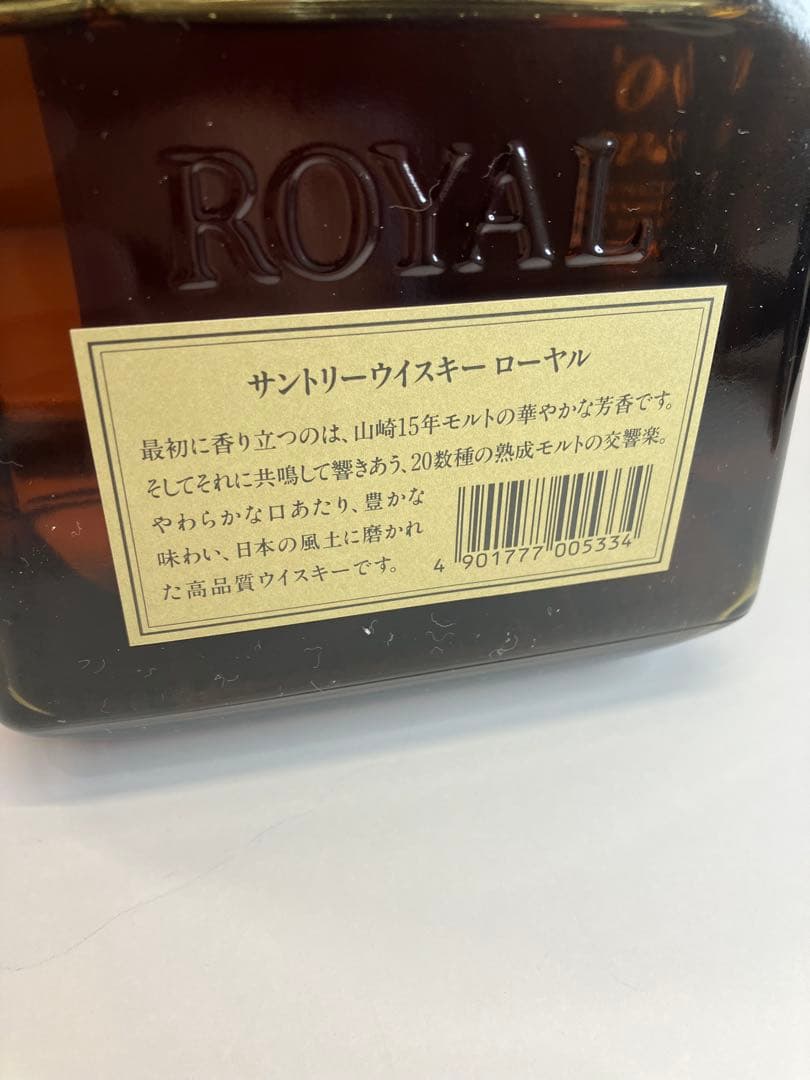 ROYAL
サントリーウイスキー ローヤル
最初に香り立つのは、山崎15年モルトの華やかな芳香です。
そしてそれに共鳴して響きあう、20数種の熟成モルトの交響楽。
やわらかな口あたり、豊かな
味わい、日本の風土に磨かれ
た高品質ウイスキーです。
4 901777 005334